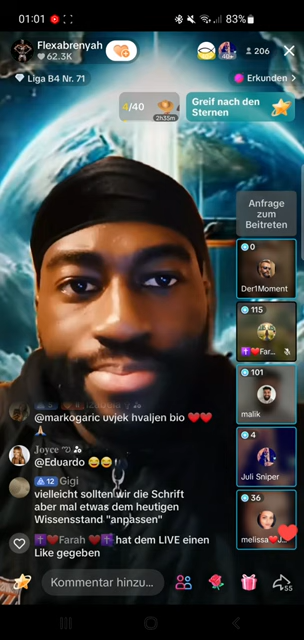 01:01
83%
Flexabrenyah
62.3K
206
Liga B4 Nr. 71
Erkunden >
4/40
2h35m
Greif nach den
Sternen
Anfrage
zum
Beitreten
0
Der1Moment
115
Far...
101
malik
4
Juli Sniper
36
melissa
@markogaric uvjek hvaljen bio
Joyce
@Eduardo
12 Gigi
vielleicht sollten wir die Schrift
aber mal etwas dem heutigen
Wissensstand "anpassen"
Farah hat dem LIVE einen
Like gegeben
Kommentar hinzu...
55